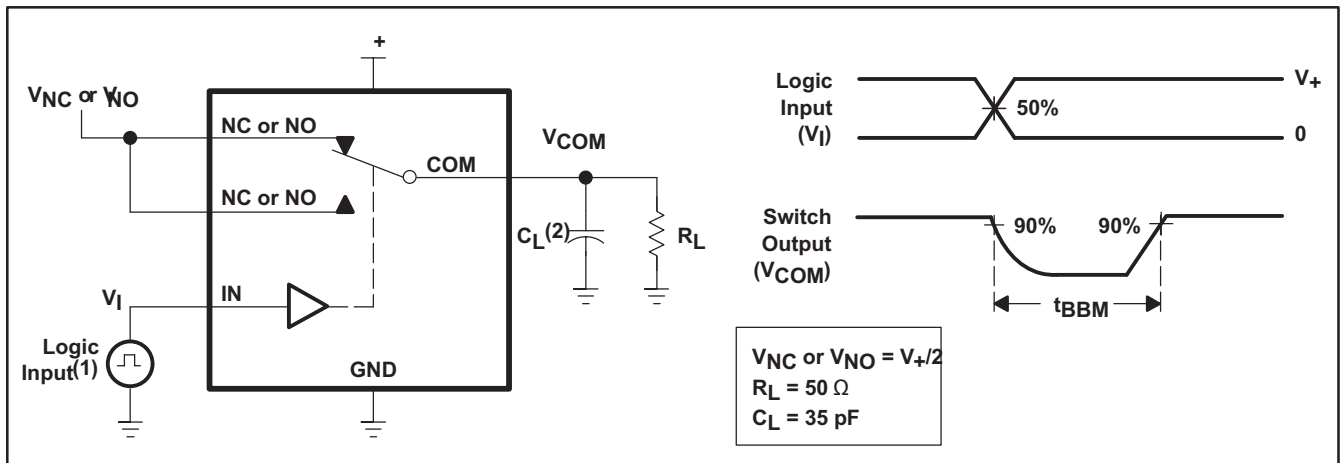 +
VNC or VNO
NC or NO
VCOM
COM
NC or NO
CL(2)
RL
VI
IN
Logic
Input(1)
GND
Logic
Input
(VI)
V+
50%
0
Switch
Output
(VCOM)
90%
90%
tBBM
VNC or VNO = V+/2
RL = 50 Ω
CL = 35 pF